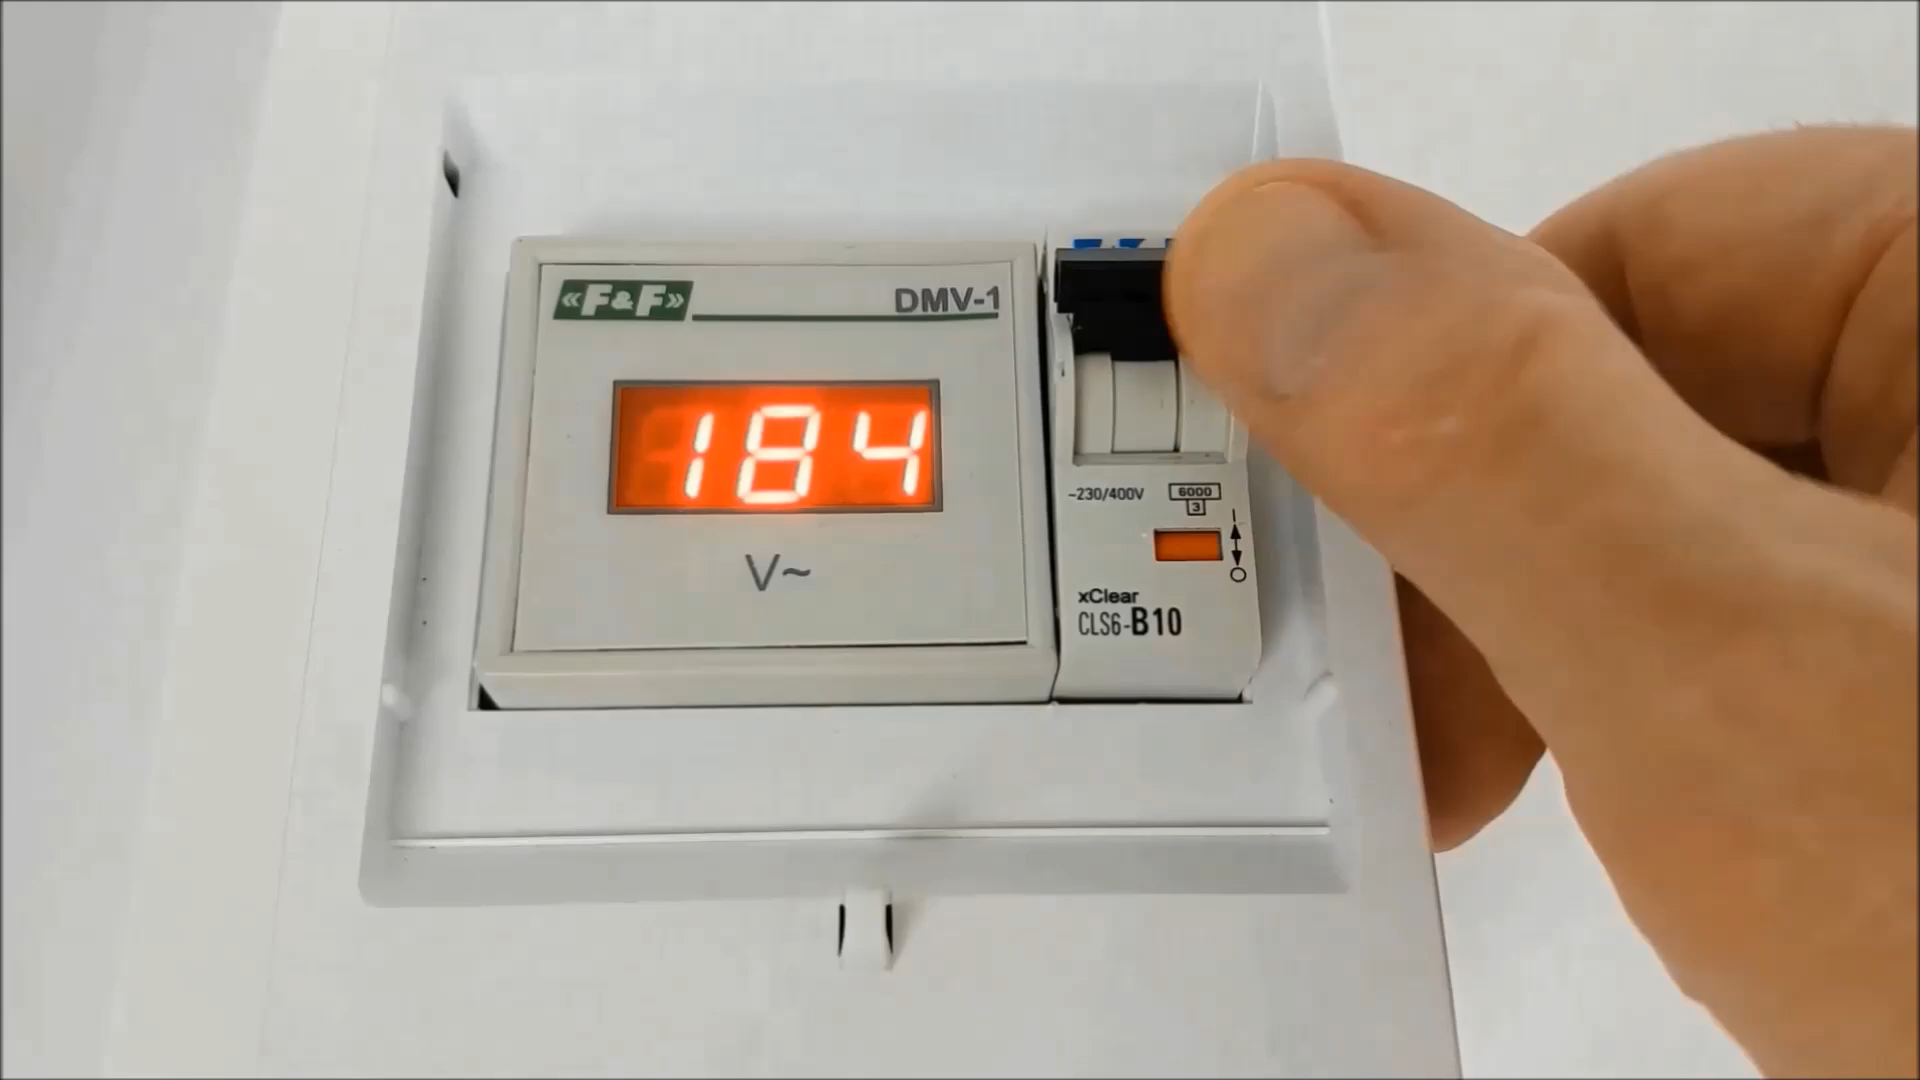 «F&F» DMV-1
184
V~
~230/400V 6000
3
I
O
xClear
CLS6-B10